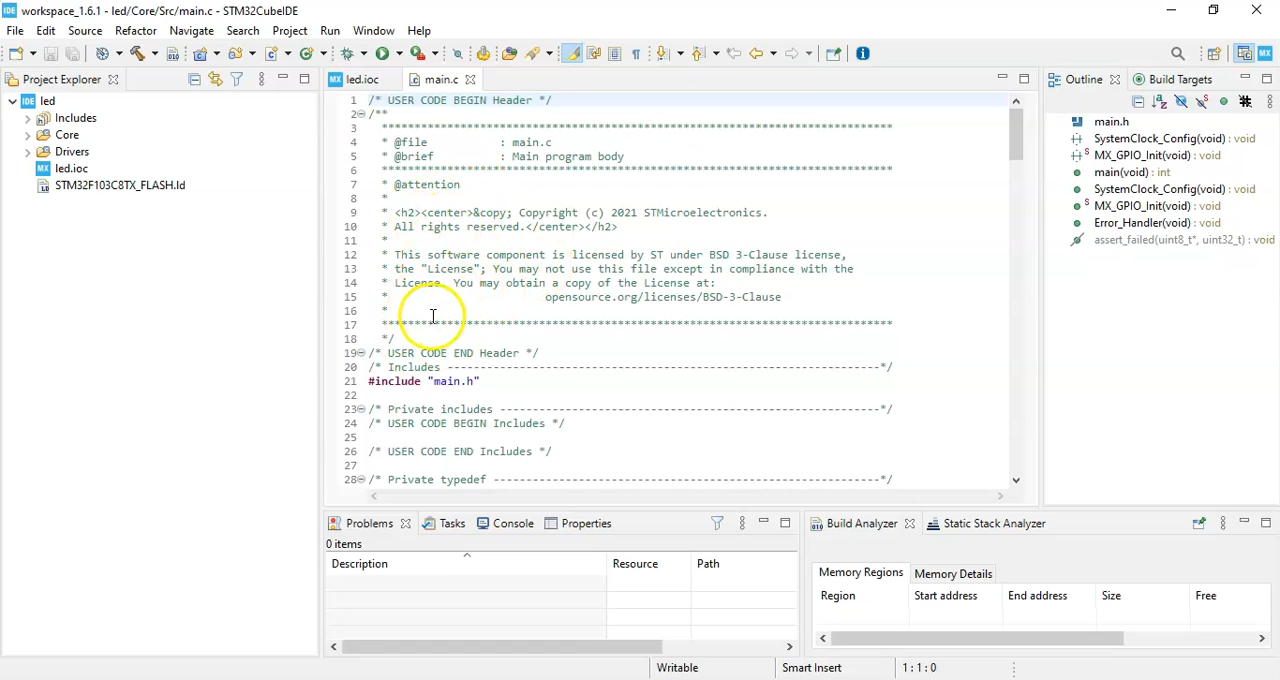 IDE workspace_1.6.1 - led/Core/Src/main.c - STM32CubeIDE
File Edit Source Refactor Navigate Search Project Run Window Help
Project Explorer
IDE led
Includes
Core
Drivers
MX led.ioc
STM32F103C8TX_FLASH.ld
MX led.ioc
main.c
1 /* USER CODE BEGIN Header */
2 /**
3 ******************************************************************************
4 * @file : main.c
5 * @brief : Main program body
6 ******************************************************************************
7 * @attention
8 *
9 * <h2><center>&copy; Copyright (c) 2021 STMicroelectronics.
10 * All rights reserved.</center></h2>
11 *
12 * This software component is licensed by ST under BSD 3-Clause license,
13 * the "License"; You may not use this file except in compliance with the
14 * License. You may obtain a copy of the License at:
15 * opensource.org/licenses/BSD-3-Clause
16 *
17 ******************************************************************************
18 */
19 /* USER CODE END Header */
20 /* Includes ------------------------------------------------------------------*/
21 #include "main.h"
22
23 /* Private includes ----------------------------------------------------------*/
24 /* USER CODE BEGIN Includes */
25
26 /* USER CODE END Includes */
27
28 /* Private typedef -----------------------------------------------------------*/
Outline
Build Targets
main.h
SystemClock_Config(void) : void
S MX_GPIO_Init(void) : void
main(void) : int
SystemClock_Config(void) : void
S MX_GPIO_Init(void) : void
Error_Handler(void) : void
assert_failed(uint8_t*, uint32_t) : void
Problems Tasks Console Properties
0 items
Description Resource Path
Build Analyzer Static Stack Analyzer
Memory Regions Memory Details
Region Start address End address Size Free
Writable Smart Insert 1 : 1 : 0